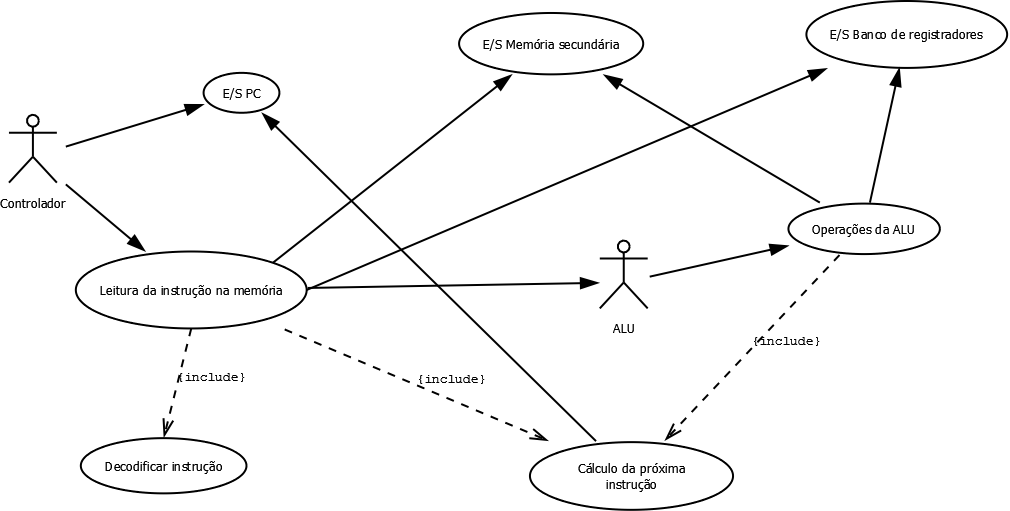 E/S Banco de registradores
E/S Memória secundária
E/S PC
Controlador
Operações da ALU
Leitura da instrução na memória
ALU
{include}
{include}
{include}
Decodificar instrução
Cálculo da próxima
instrução